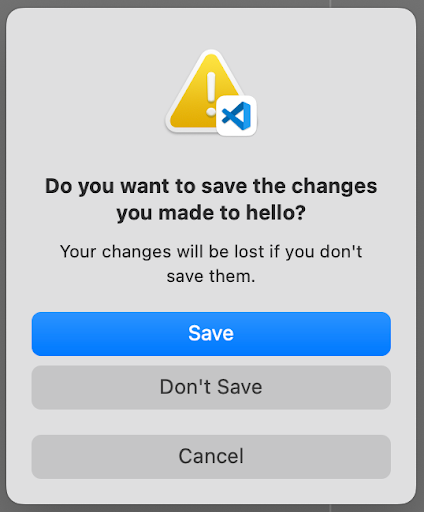 Do you want to save the changes
you made to hello?
Your changes will be lost if you don't
save them.
Save
Don't Save
Cancel